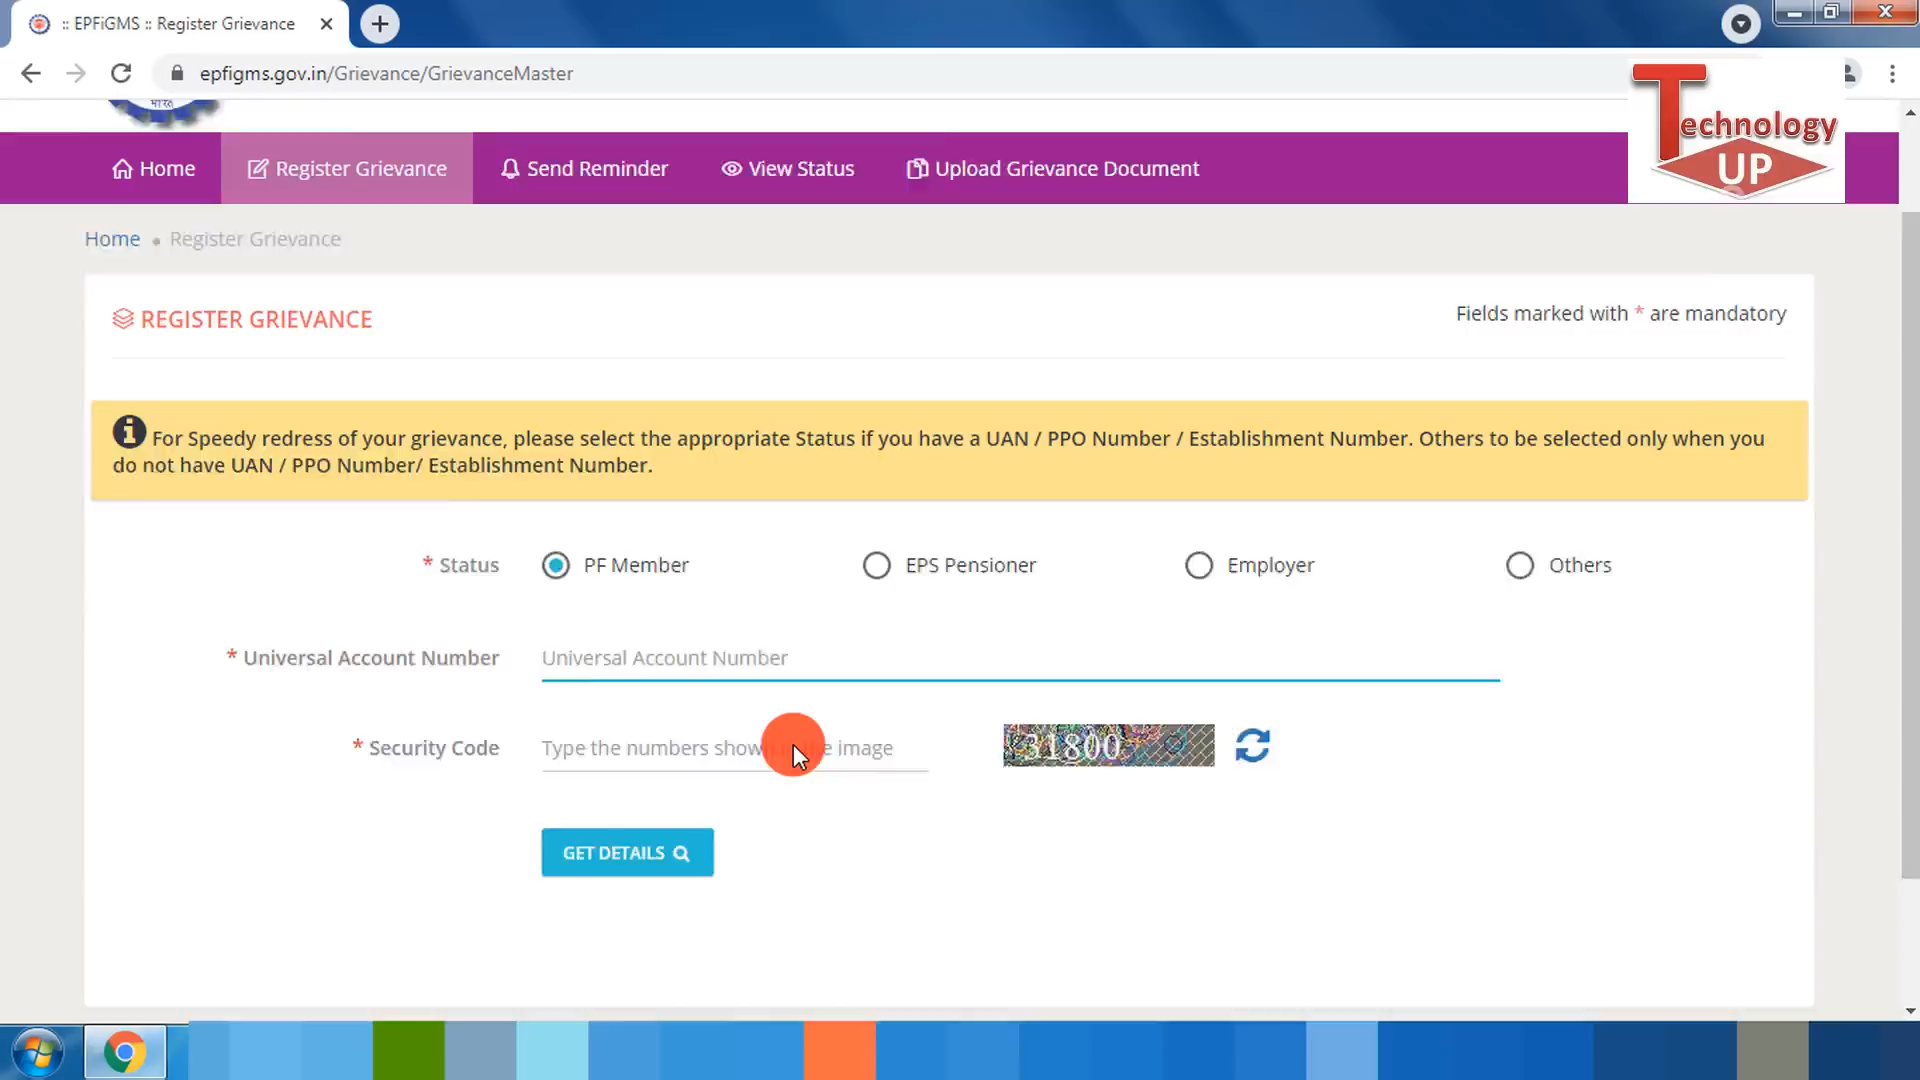 :: EPFiGMS :: Register Grievance
epfigms.gov.in/Grievance/GrievanceMaster
भारत
Technology
UP
Home
Register Grievance
Send Reminder
View Status
Upload Grievance Document
Home • Register Grievance
REGISTER GRIEVANCE
Fields marked with * are mandatory
For Speedy redress of your grievance, please select the appropriate Status if you have a UAN / PPO Number / Establishment Number. Others to be selected only when you
do not have UAN / PPO Number/ Establishment Number.
* Status
PF Member
EPS Pensioner
Employer
Others
* Universal Account Number
Universal Account Number
* Security Code
Type the numbers shown the image
31800
GET DETAILS